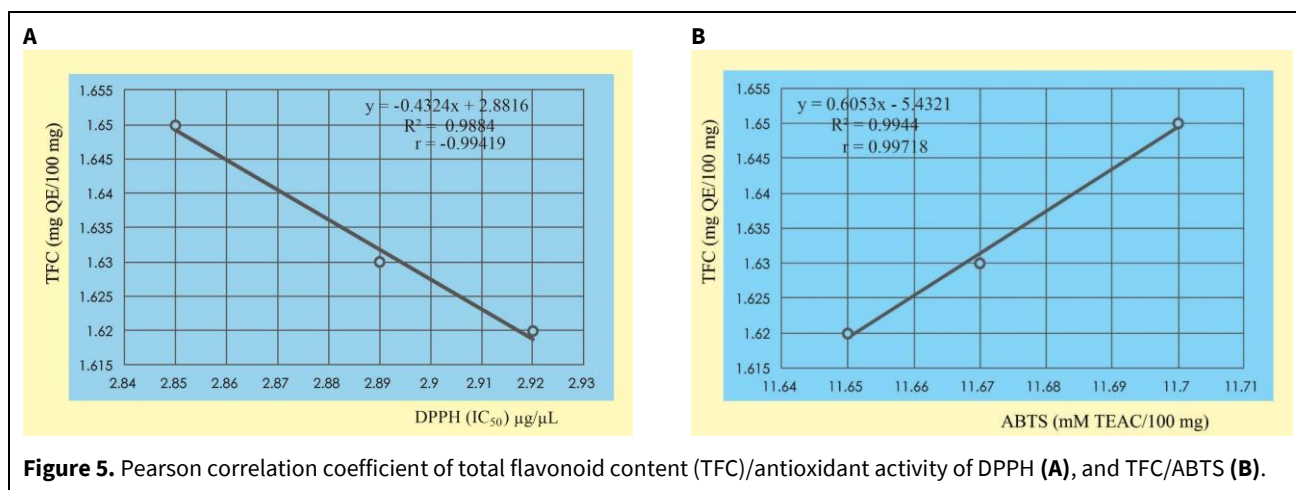 A
1.655
1.65
1.645
1.64
1.635
1.63
1.625
1.62
1.615
TFC (mg QE/100 mg)
y = -0.4324x + 2.8816
R² = 0.9884
r = -0.99419
2.84 2.85 2.86 2.87 2.88 2.89 2.9 2.91 2.92 2.93
DPPH (IC₅₀) µg/µL
B
1.655
1.65
1.645
1.64
1.635
1.63
1.625
1.62
1.615
TFC (mg QE/100 mg)
y = 0.6053x - 5.4321
R² = 0.9944
r = 0.99718
11.64 11.65 11.66 11.67 11.68 11.69 11.7 11.71
ABTS (mM TEAC/100 mg)
Figure 5. Pearson correlation coefficient of total flavonoid content (TFC)/antioxidant activity of DPPH (A), and TFC/ABTS (B).